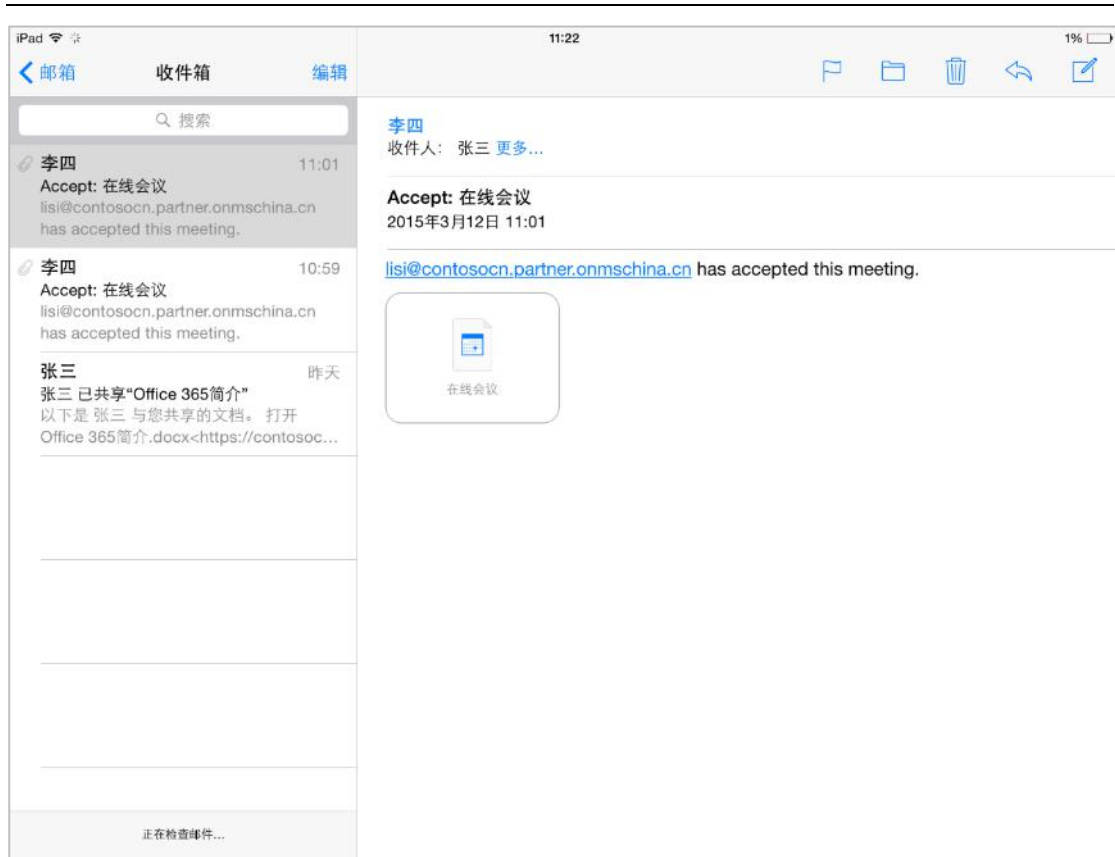 iPad
11:22
1%
邮箱
收件箱
编辑
搜索
李四
11:01
Accept: 在线会议
lisi@contosocn.partner.onmschina.cn
has accepted this meeting.
李四
10:59
Accept: 在线会议
lisi@contosocn.partner.onmschina.cn
has accepted this meeting.
张三
昨天
张三 已共享“Office 365简介”
以下是 张三 与您共享的文档。 打开
Office 365简介.docx<https://contosoc...
正在检查邮件...
李四
收件人： 张三 更多...
Accept: 在线会议
2015年3月12日 11:01
lisi@contosocn.partner.onmschina.cn has accepted this meeting.
在线会议